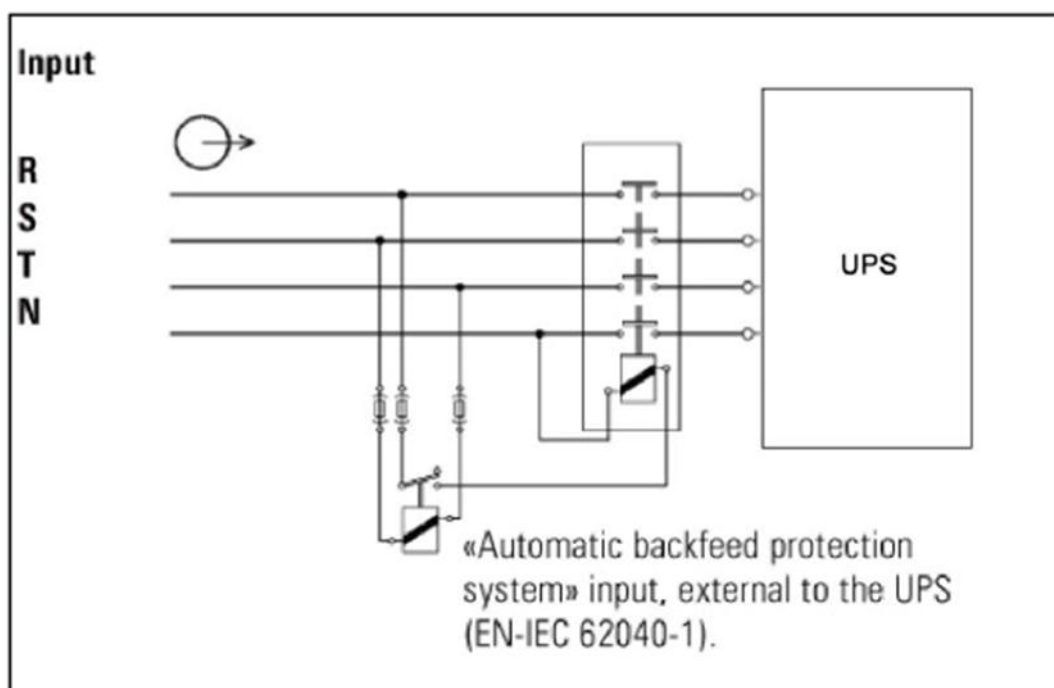 Input
R
S
T
N
UPS
«Automatic backfeed protection
system» input, external to the UPS
(EN-IEC 62040-1).